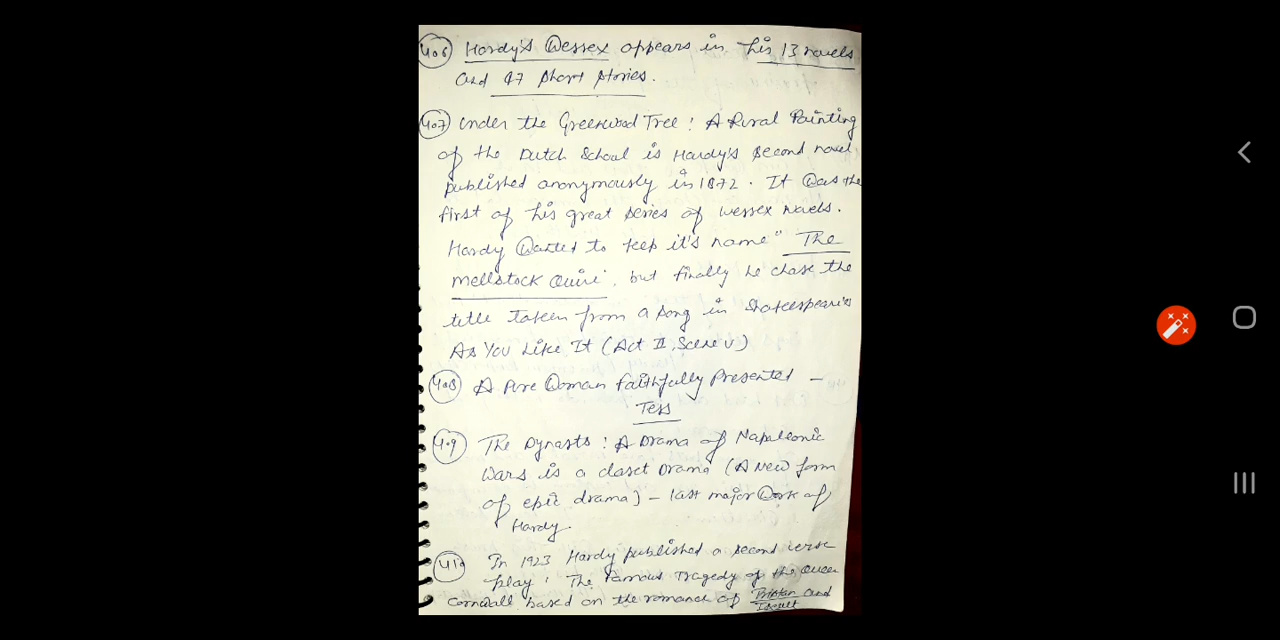 406 Hardy's Wessex appears in his 13 novels
and 47 short stories.
407 Under the Greenwood Tree : A Rural Painting
of the Dutch School is Hardy's second novel
published anonymously in 1872. It was the
first of his great series of Wessex novels.
Hardy wanted to keep it's name " The
mellstock Quire, but finally he chose the
title taken from a song in Shakespeare's
As You Like It (Act II, Scene V)
408 A Pure Woman faithfully Presented –
Tess
409 The Dynasts : A Drama of Napoleonic
Wars is a closet Drama (A New form
of epic drama) – last major work of
Hardy.
410 In 1923 Hardy published a second verse
play, The Famous Tragedy of the Queen
Cornwall based on the romance of Tristan and
Iseult